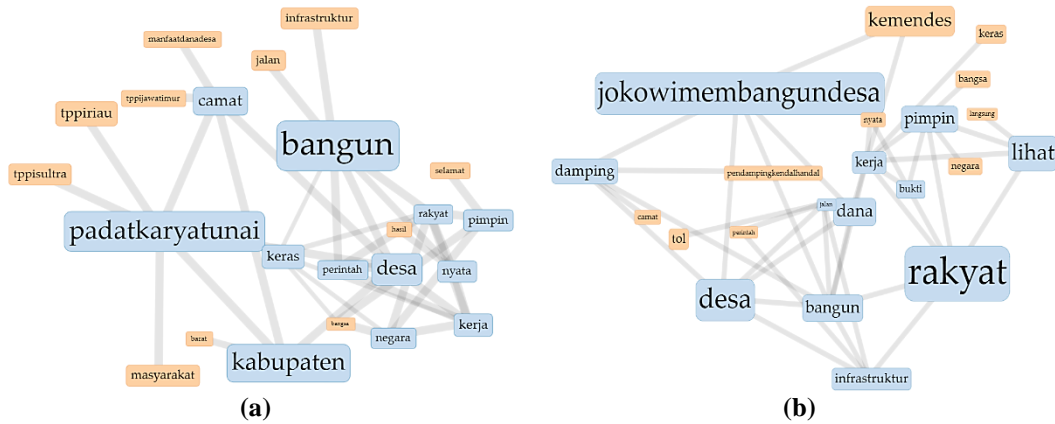 infrastruktur
manfaatdanadesa
jalan
tppijawatimur
camat
tppiriau
bangun
selamat
tppisultra
rakyat
pimpin
padatkaryatunai
hasil
keras
perintah
desa
nyata
bangsa
kerja
negara
barat
kabupaten
masyarakat
(a)
kemendes
keras
jokowimembangundesa
bangsa
nyata
pimpin
langsung
lihat
kerja
damping
pendampingkendalhandal
negara
bukti
camat
jalan
dana
tol
perintah
rakyat
desa
bangun
infrastruktur
(b)